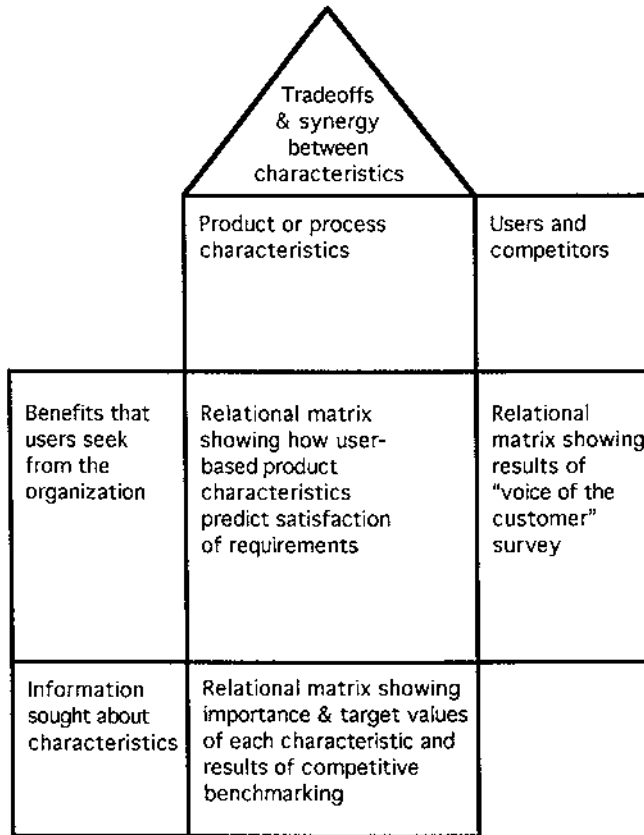 Tradeoffs
& synergy
between
characteristics
Product or process
characteristics
Users and
competitors
Benefits that
users seek
from the
organization
Relational matrix
showing how user-
based product
characteristics
predict satisfaction
of requirements
Relational
matrix showing
results of
“voice of the
customer”
survey
Information
sought about
characteristics
Relational matrix showing
importance & target values
of each characteristic and
results of competitive
benchmarking